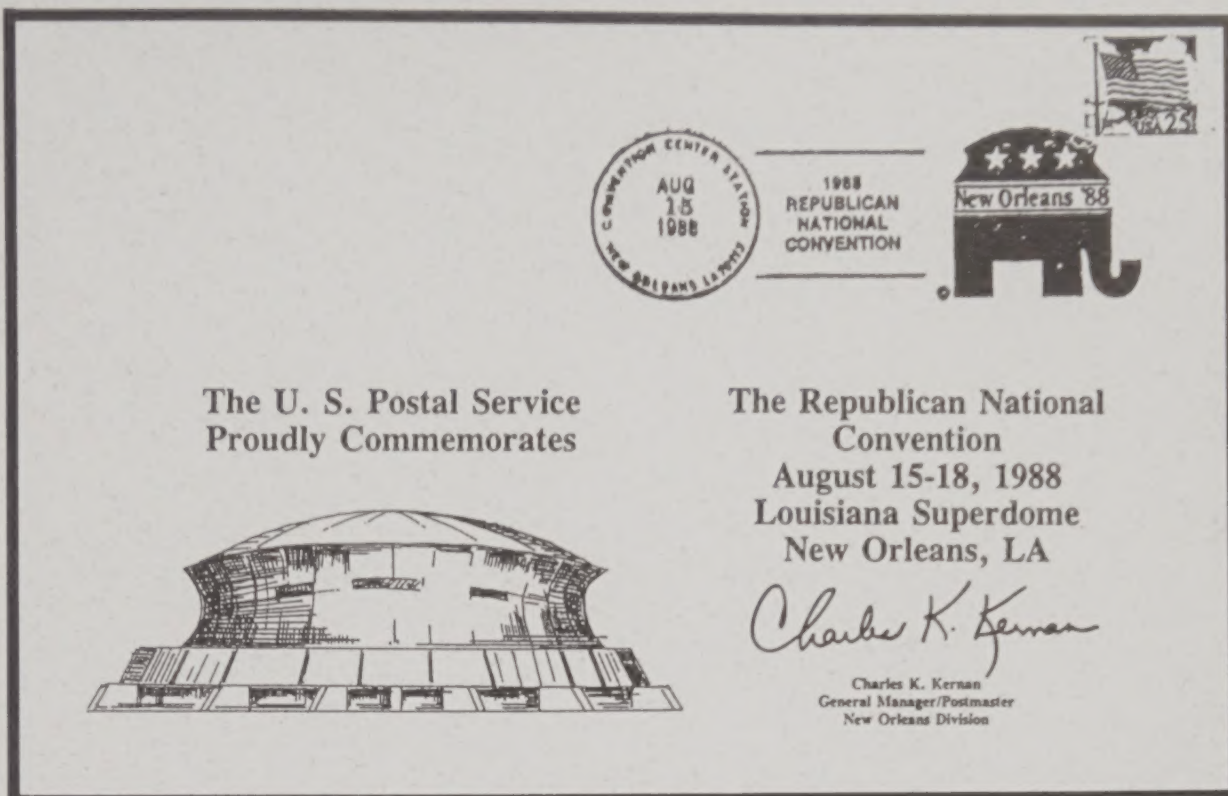 USA 25
CONVENTION CENTER STATION
AUG
15
1988
NEW ORLEANS LA 70113
1988
REPUBLICAN
NATIONAL
CONVENTION
New Orleans '88
The U. S. Postal Service
Proudly Commemorates
The Republican National
Convention
August 15-18, 1988
Louisiana Superdome
New Orleans, LA
Charles K. Kernan
Charles K. Kernan
General Manager/Postmaster
New Orleans Division